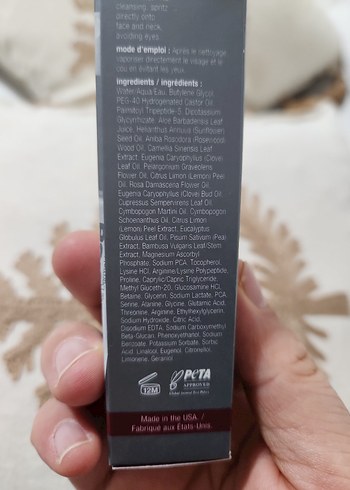 cleansing, spritz
directly onto
face and neck,
avoiding eyes.
mode d'emploi : Après le nettoyage
vaporiser directement le visage et le
cou en évitant les yeux.
ingredients / ingrédients :
Water/Aqua/Eau, Butylene Glycol,
PEG-40 Hydrogenated Castor Oil,
Palmitoyl Tripeptide-5, Dipotassium
Glycyrrhizate, Aloe Barbadensis Leaf
Juice, Helianthus Annuus (Sunflower)
Seed Oil, Aniba Rosodora (Rosewood)
Wood Oil, Camellia Sinensis Leaf
Extract, Eugenia Caryophyllus (Clove)
Leaf Oil, Pelargonium Graveolens
Flower Oil, Citrus Limon (Lemon) Peel
Oil, Rosa Damascena Flower Oil,
Eugenia Caryophyllus (Clove) Bud Oil,
Cupressus Sempervirens Leaf Oil,
Cymbopogon Martini Oil, Cymbopogon
Schoenanthus Oil, Citrus Limon
(Lemon) Peel Extract, Eucalyptus
Globulus Leaf Oil, Pisum Sativum (Pea)
Extract, Bambusa Vulgaris Leaf/Stem
Extract, Magnesium Ascorbyl
Phosphate, Sodium PCA, Tocopherol,
Lysine HCl, Arginine/Lysine Polypeptide,
Proline, Caprylic/Capric Triglyceride,
Methyl Gluceth-20, Glucosamine HCl,
Betaine, Glycerin, Sodium Lactate, PCA,
Serine, Alanine, Glycine, Glutamic Acid,
Threonine, Arginine, Ethylhexylglycerin,
Sodium Hydroxide, Citric Acid,
Disodium EDTA, Sodium Carboxymethyl
Beta-Glucan, Phenoxyethanol, Sodium
Benzoate, Potassium Sorbate, Sorbic
Acid, Linalool, Eugenol, Citronellol,
Limonene, Geraniol
12M
PETA
APPROVED
Made in the USA. /
Fabriqué aux États-Unis.